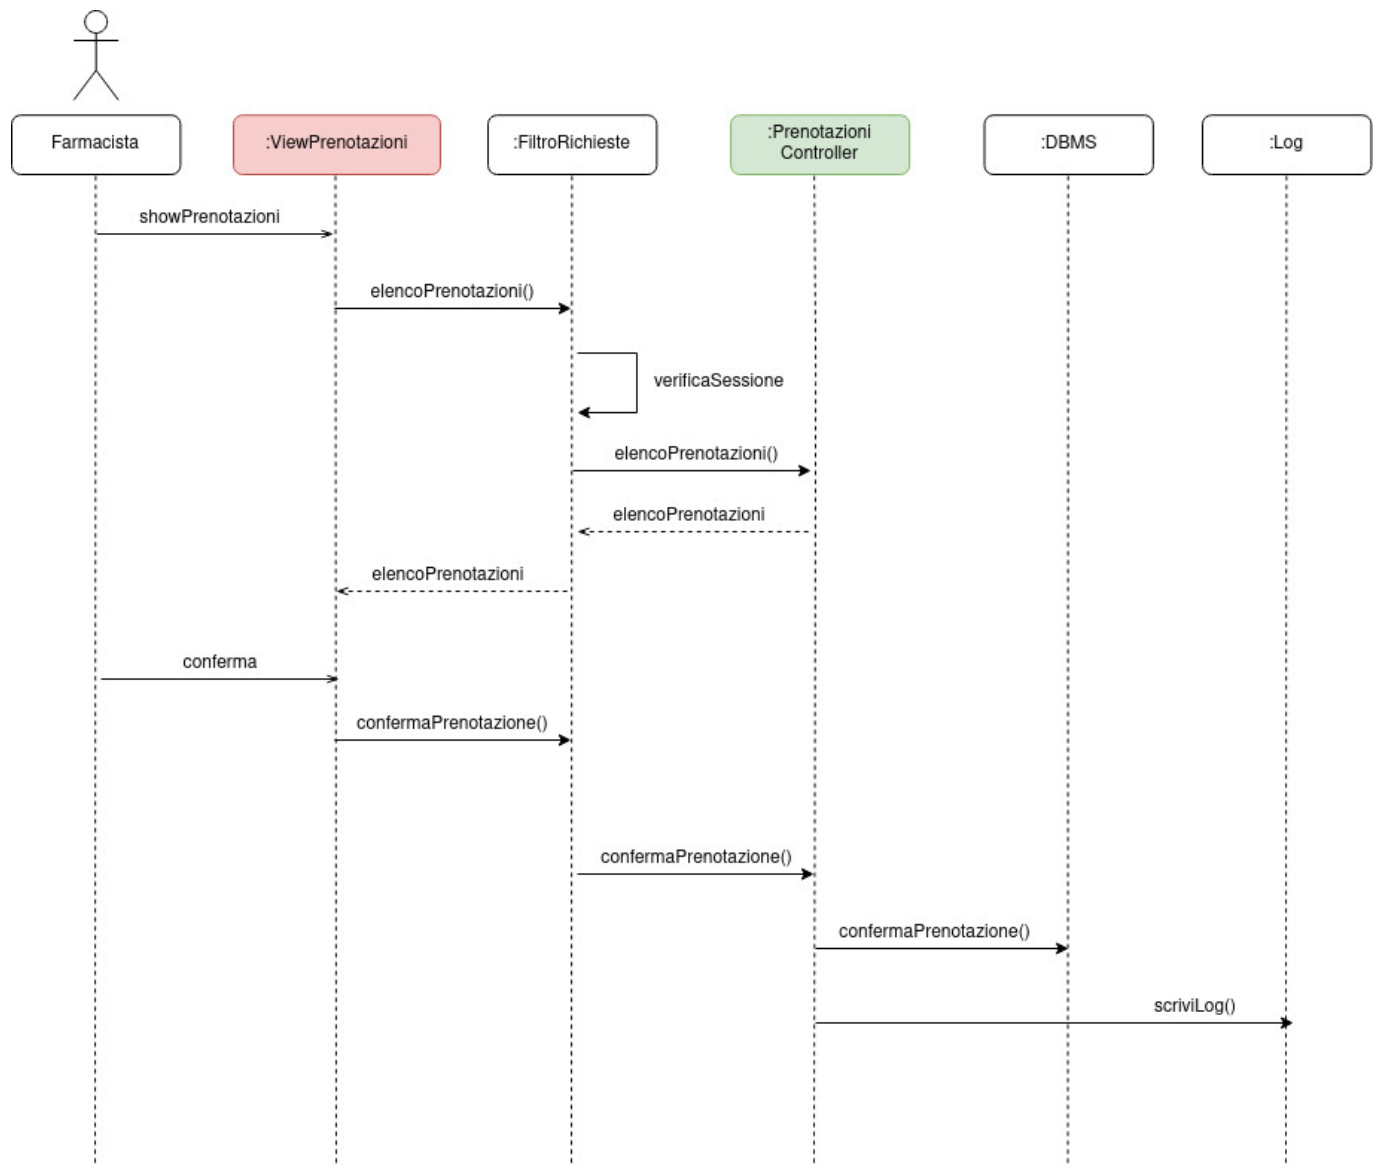 Farmacista
:ViewPrenotazioni
:FiltroRichieste
:Prenotazioni
Controller
:DBMS
:Log
showPrenotazioni
elencoPrenotazioni()
verificaSessione
elencoPrenotazioni()
elencoPrenotazioni
elencoPrenotazioni
conferma
confermaPrenotazione()
confermaPrenotazione()
confermaPrenotazione()
scriviLog()